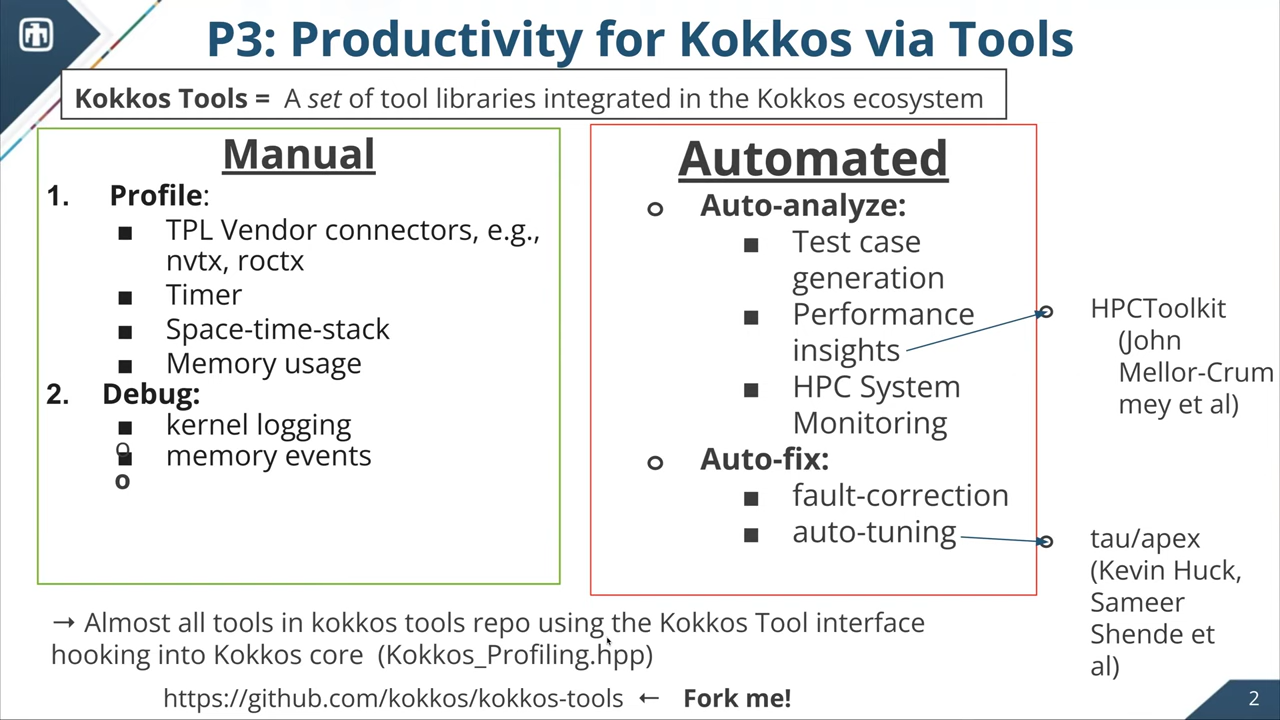 P3: Productivity for Kokkos via Tools
Kokkos Tools = A set of tool libraries integrated in the Kokkos ecosystem
Manual
1. Profile:
■ TPL Vendor connectors, e.g.,
nvtx, roctx
■ Timer
■ Space-time-stack
■ Memory usage
2. Debug:
■ kernel logging
■ memory events
Automated
o Auto-analyze:
■ Test case
generation
■ Performance
insights
■ HPC System
Monitoring
o Auto-fix:
■ fault-correction
■ auto-tuning
o HPCToolkit
(John
Mellor-Crum
mey et al)
o tau/apex
(Kevin Huck,
Sameer
Shende et
al)
→ Almost all tools in kokkos tools repo using the Kokkos Tool interface
hooking into Kokkos core (Kokkos_Profiling.hpp)
https://github.com/kokkos/kokkos-tools ← Fork me!
2